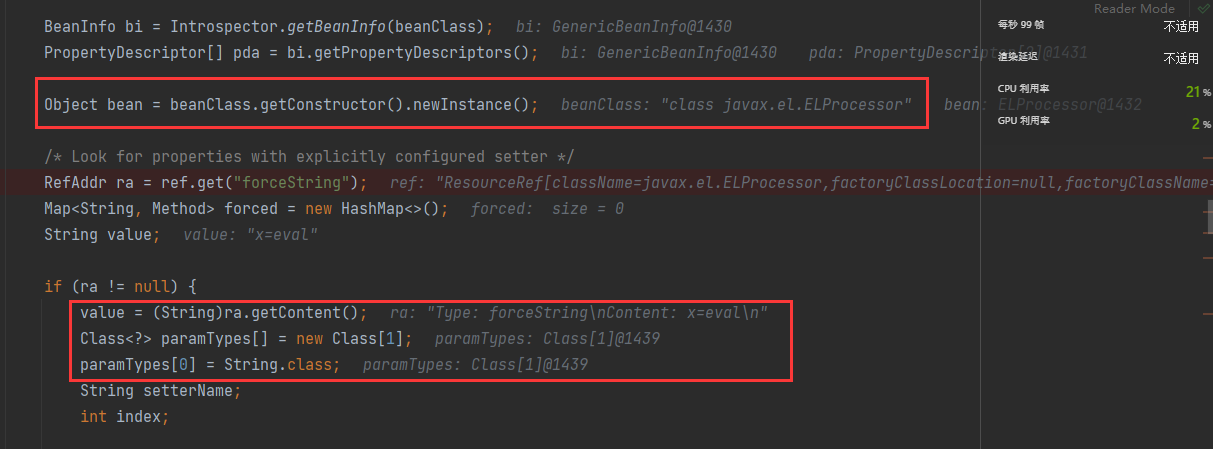 Reader Mode
BeanInfo bi = Introspector.getBeanInfo(beanClass); bi: GenericBeanInfo@1430
PropertyDescriptor[] pda = bi.getPropertyDescriptors(); bi: GenericBeanInfo@1430 pda: PropertyDescriptor @1431
Object bean = beanClass.getConstructor().newInstance(); beanClass: "class javax.el.ELProcessor" bean: ELProcessor@1432
/* Look for properties with explicitly configured setter */
RefAddr ra = ref.get("forceString"); ref: "ResourceRef[className=javax.el.ELProcessor,factoryClassLocation=null,factoryClassName=
Map<String, Method> forced = new HashMap<>(); forced: size = 0
String value; value: "x=eval"
if (ra != null) {
value = (String)ra.getContent(); ra: "Type: forceString\nContent: x=eval\n"
Class<?> paramTypes[] = new Class[1]; paramTypes: Class[1]@1439
paramTypes[0] = String.class; paramTypes: Class[1]@1439
String setterName;
int index;
每秒 99 幀 不适用
渲染延迟 不适用
CPU 利用率 21 %
GPU 利用率 2 %